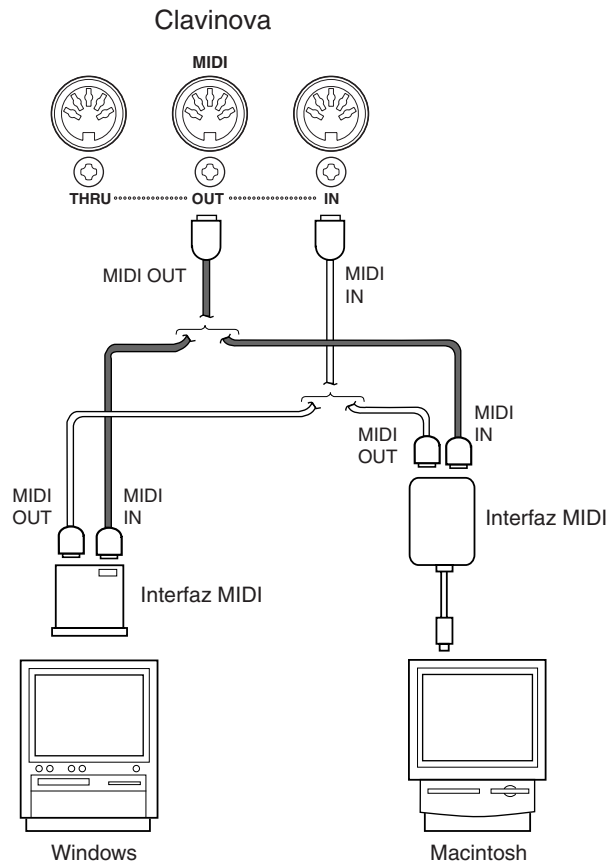 Clavinova
MIDI
THRU OUT IN
MIDI OUT
MIDI
IN
MIDI
OUT
MIDI
IN
MIDI
OUT
MIDI
IN
Interfaz MIDI
Interfaz MIDI
Windows
Macintosh